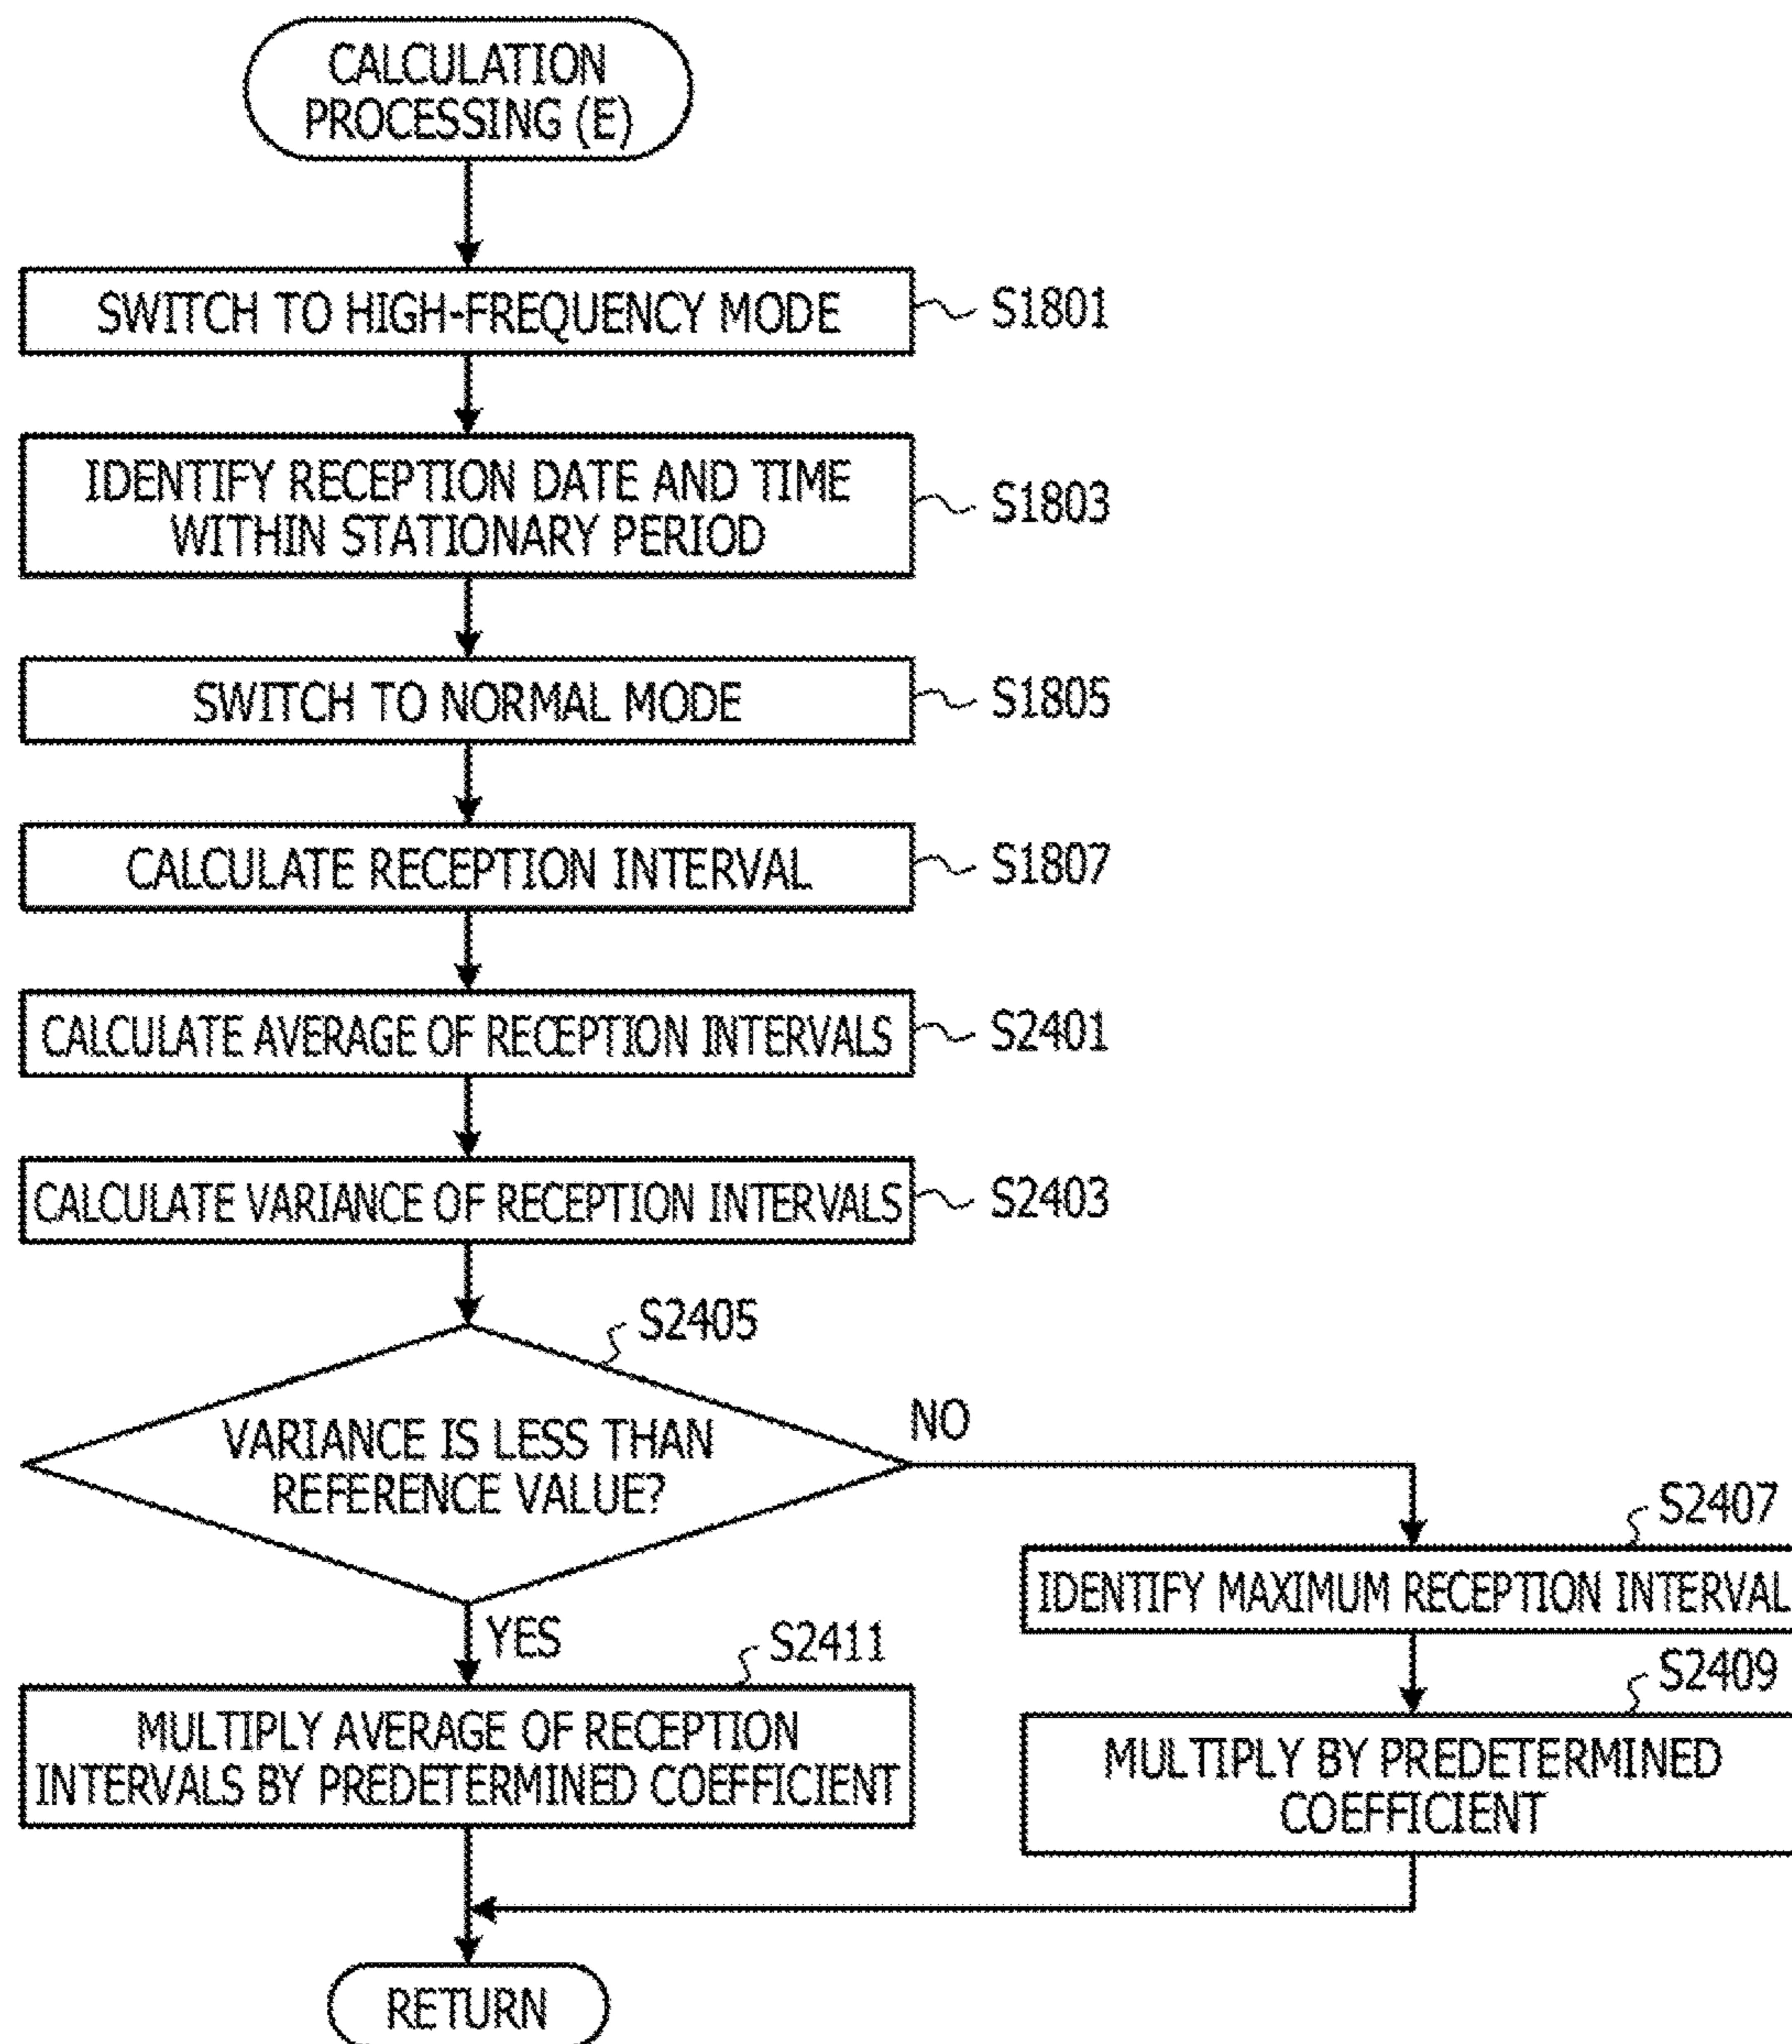 CALCULATION
PROCESSING (E)
SWITCH TO HIGH-FREQUENCY MODE
S1801
IDENTIFY RECEPTION DATE AND TIME
WITHIN STATIONARY PERIOD
S1803
SWITCH TO NORMAL MODE
S1805
CALCULATE RECEPTION INTERVAL
S1807
CALCULATE AVERAGE OF RECEPTION INTERVALS
S2401
CALCULATE VARIANCE OF RECEPTION INTERVALS
S2403
S2405
VARIANCE IS LESS THAN
REFERENCE VALUE?
NO
S2407
IDENTIFY MAXIMUM RECEPTION INTERVAL
YES
S2411
MULTIPLY AVERAGE OF RECEPTION
INTERVALS BY PREDETERMINED COEFFICIENT
S2409
MULTIPLY BY PREDETERMINED
COEFFICIENT
RETURN